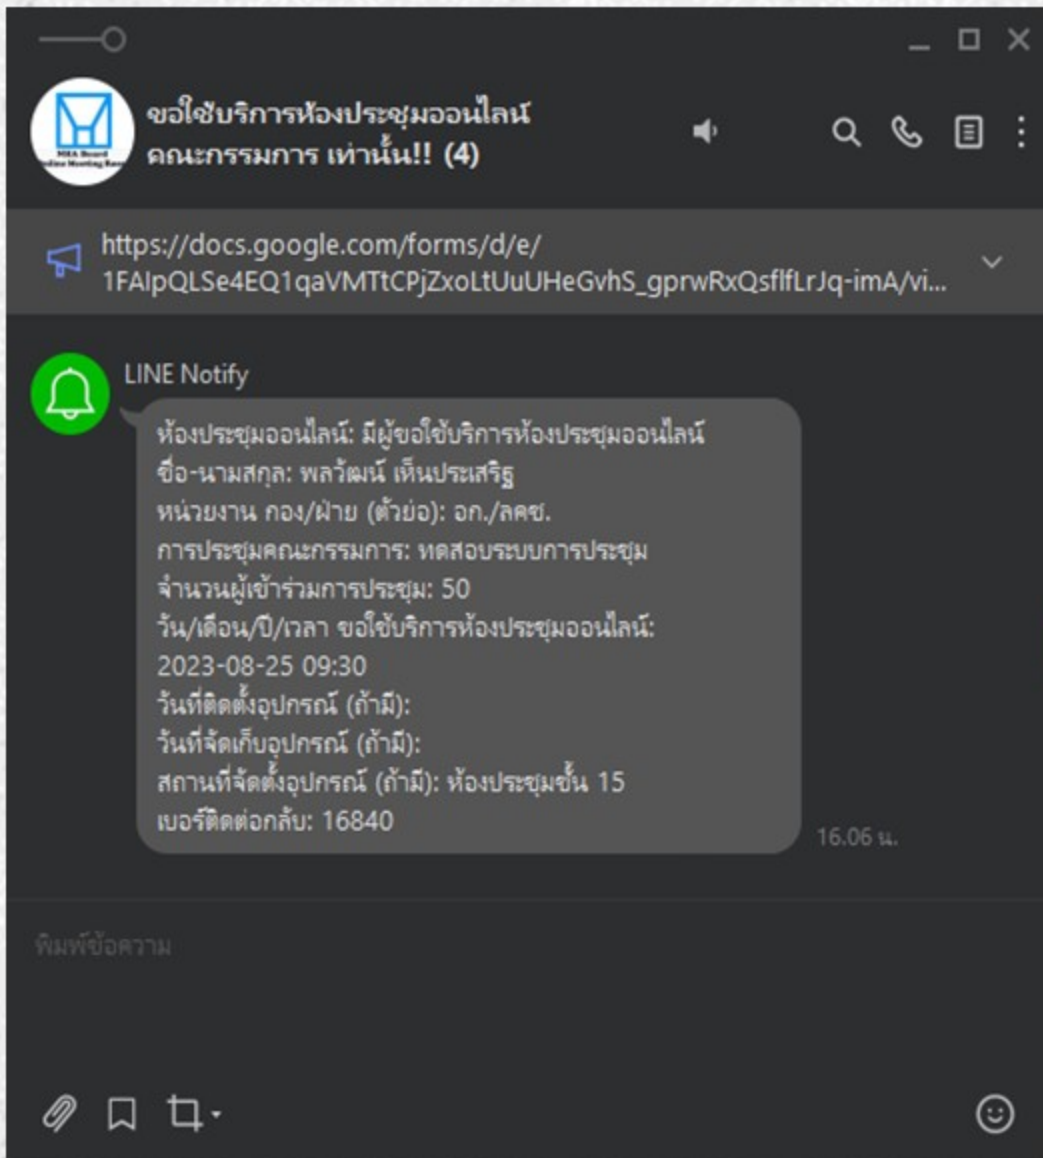 ขอใช้บริการห้องประชุมออนไลน์
คณะกรรมการ เท่านั้น!! (4)
MEA Board
Online Meeting Room
https://docs.google.com/forms/d/e/
1FAIpQLSe4EQ1qaVMTtCPjZxoLtUuUHeGvhS_gprwRxQsflfLrJq-imA/vi...
LINE Notify
ห้องประชุมออนไลน์: มีผู้ขอใช้บริการห้องประชุมออนไลน์
ชื่อ-นามสกุล: พลวัฒน์ เห็นประเสริฐ
หน่วยงาน กอง/ฝ่าย (ตัวย่อ): อก./ลคช.
การประชุมคณะกรรมการ: ทดสอบระบบการประชุม
จำนวนผู้เข้าร่วมการประชุม: 50
วัน/เดือน/ปี/เวลา ขอใช้บริการห้องประชุมออนไลน์:
2023-08-25 09:30
วันที่ติดตั้งอุปกรณ์ (ถ้ามี):
วันที่จัดเก็บอุปกรณ์ (ถ้ามี):
สถานที่จัดตั้งอุปกรณ์ (ถ้ามี): ห้องประชุมชั้น 15
เบอร์ติดต่อกลับ: 16840
16.06 น.
พิมพ์ข้อความ